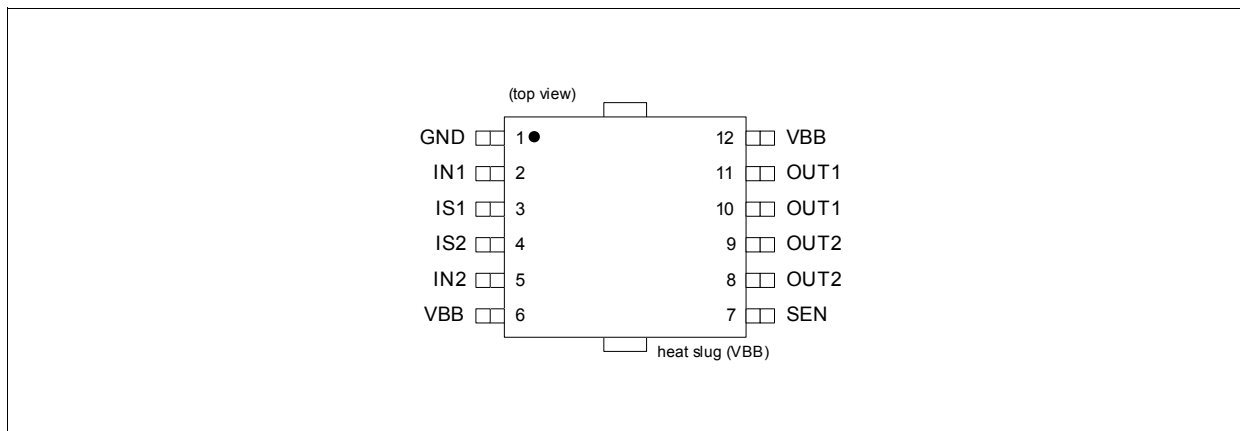 (top view)
GND 1 12 VBB
IN1 2 11 OUT1
IS1 3 10 OUT1
IS2 4 9 OUT2
IN2 5 8 OUT2
VBB 6 7 SEN
heat slug (VBB)